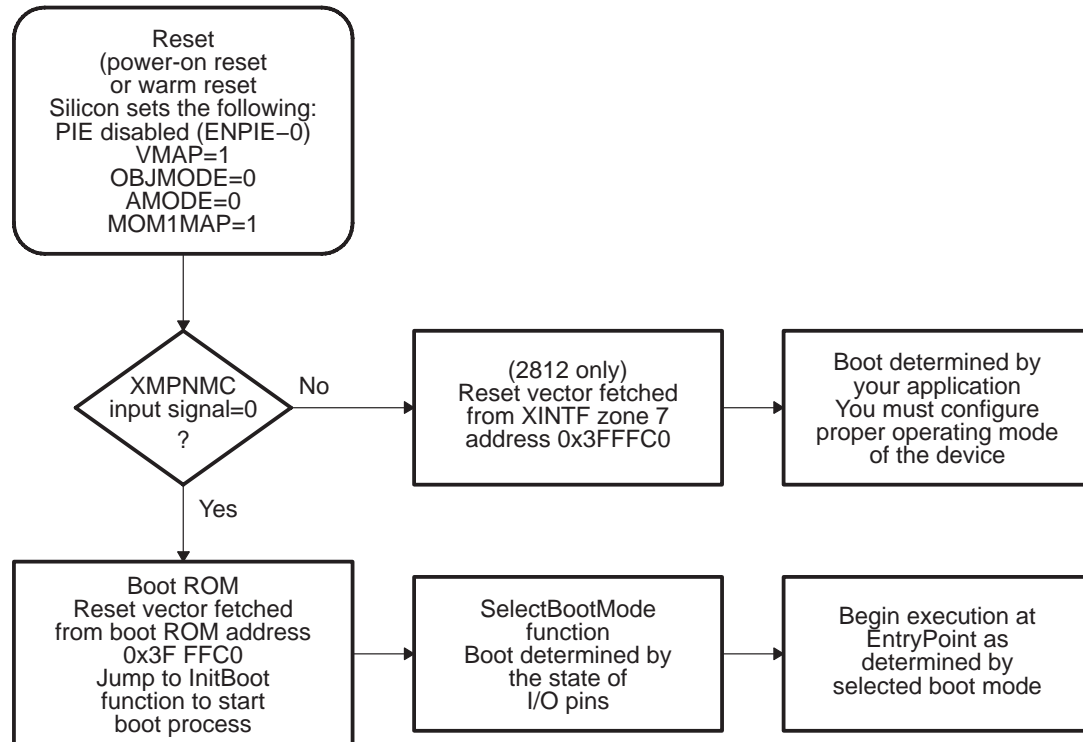 Reset
(power-on reset
or warm reset
Silicon sets the following:
PIE disabled (ENPIE−0)
VMAP=1
OBJMODE=0
AMODE=0
MOM1MAP=1
XMPNMC
input signal=0
?
No
(2812 only)
Reset vector fetched
from XINTF zone 7
address 0x3FFFC0
Boot determined by
your application
You must configure
proper operating mode
of the device
Yes
Boot ROM
Reset vector fetched
from boot ROM address
0x3F FFC0
Jump to InitBoot
function to start
boot process
SelectBootMode
function
Boot determined by
the state of
I/O pins
Begin execution at
EntryPoint as
determined by
selected boot mode